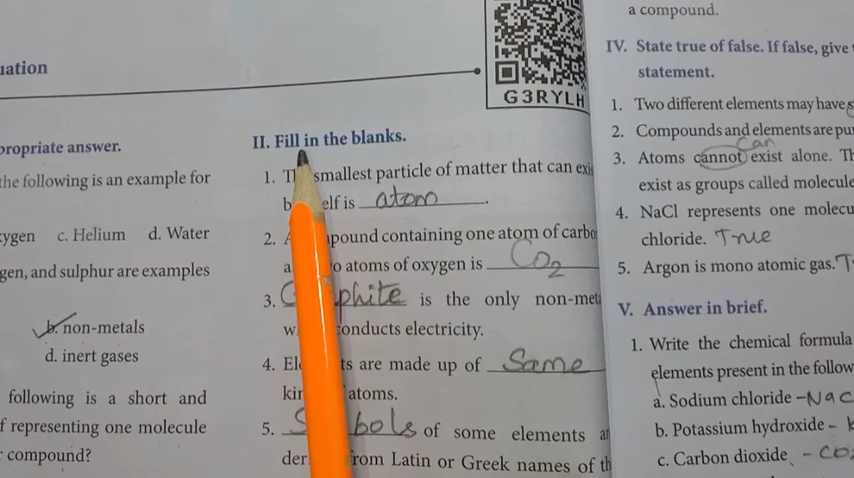 uation
propriate answer.
the following is an example for
xygen c. Helium d. Water
gen, and sulphur are examples
b. non-metals
d. inert gases
following is a short and
f representing one molecule
compound?
G3RYLH
II. Fill in the blanks.
1. Th smallest particle of matter that can exi
b elf is atom.
2. A mpound containing one atom of carbo
a o atoms of oxygen is CO2
3. G phite is the only non-met
w conducts electricity.
4. Ele ts are made up of Same
kin atoms.
5. S bols of some elements a
der from Latin or Greek names of th
a compound.
IV. State true of false. If false, give
statement.
1. Two different elements may have s
2. Compounds and elements are pu
can
3. Atoms cannot exist alone. Th
exist as groups called molecule
4. NaCl represents one molecu
chloride. True
5. Argon is mono atomic gas. T
V. Answer in brief.
1. Write the chemical formula
elements present in the follow
a. Sodium chloride - NaC
b. Potassium hydroxide - k
c. Carbon dioxide - CO2